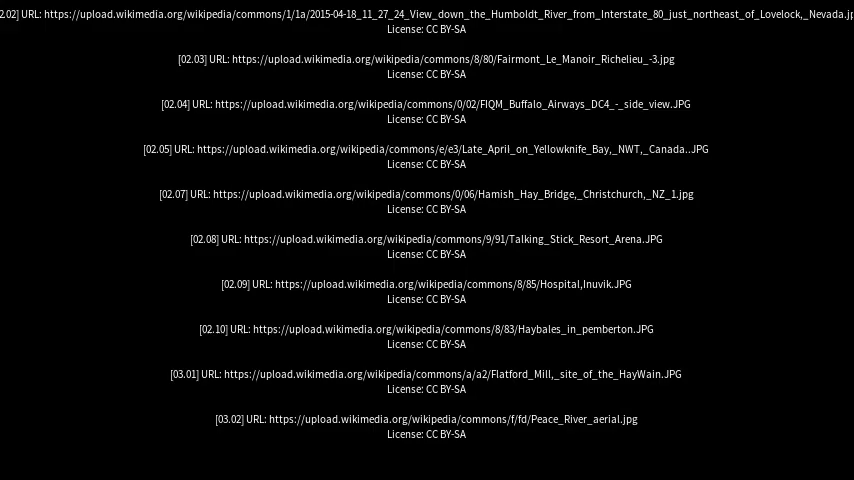 2.02] URL: https://upload.wikimedia.org/wikipedia/commons/1/1a/2015-04-18_11_27_24_View_down_the_Humboldt_River_from_Interstate_80_just_northeast_of_Lovelock,_Nevada.jp
License: CC BY-SA
[02.03] URL: https://upload.wikimedia.org/wikipedia/commons/8/80/Fairmont_Le_Manoir_Richelieu_-3.jpg
License: CC BY-SA
[02.04] URL: https://upload.wikimedia.org/wikipedia/commons/0/02/FIQM_Buffalo_Airways_DC4_-_side_view.JPG
License: CC BY-SA
[02.05] URL: https://upload.wikimedia.org/wikipedia/commons/e/e3/Late_April_on_Yellowknife_Bay,_NWT,_Canada..JPG
License: CC BY-SA
[02.07] URL: https://upload.wikimedia.org/wikipedia/commons/0/06/Hamish_Hay_Bridge,_Christchurch,_NZ_1.jpg
License: CC BY-SA
[02.08] URL: https://upload.wikimedia.org/wikipedia/commons/9/91/Talking_Stick_Resort_Arena.JPG
License: CC BY-SA
[02.09] URL: https://upload.wikimedia.org/wikipedia/commons/8/85/Hospital,Inuvik.JPG
License: CC BY-SA
[02.10] URL: https://upload.wikimedia.org/wikipedia/commons/8/83/Haybales_in_pemberton.JPG
License: CC BY-SA
[03.01] URL: https://upload.wikimedia.org/wikipedia/commons/a/a2/Flatford_Mill,_site_of_the_HayWain.JPG
License: CC BY-SA
[03.02] URL: https://upload.wikimedia.org/wikipedia/commons/f/fd/Peace_River_aerial.jpg
License: CC BY-SA